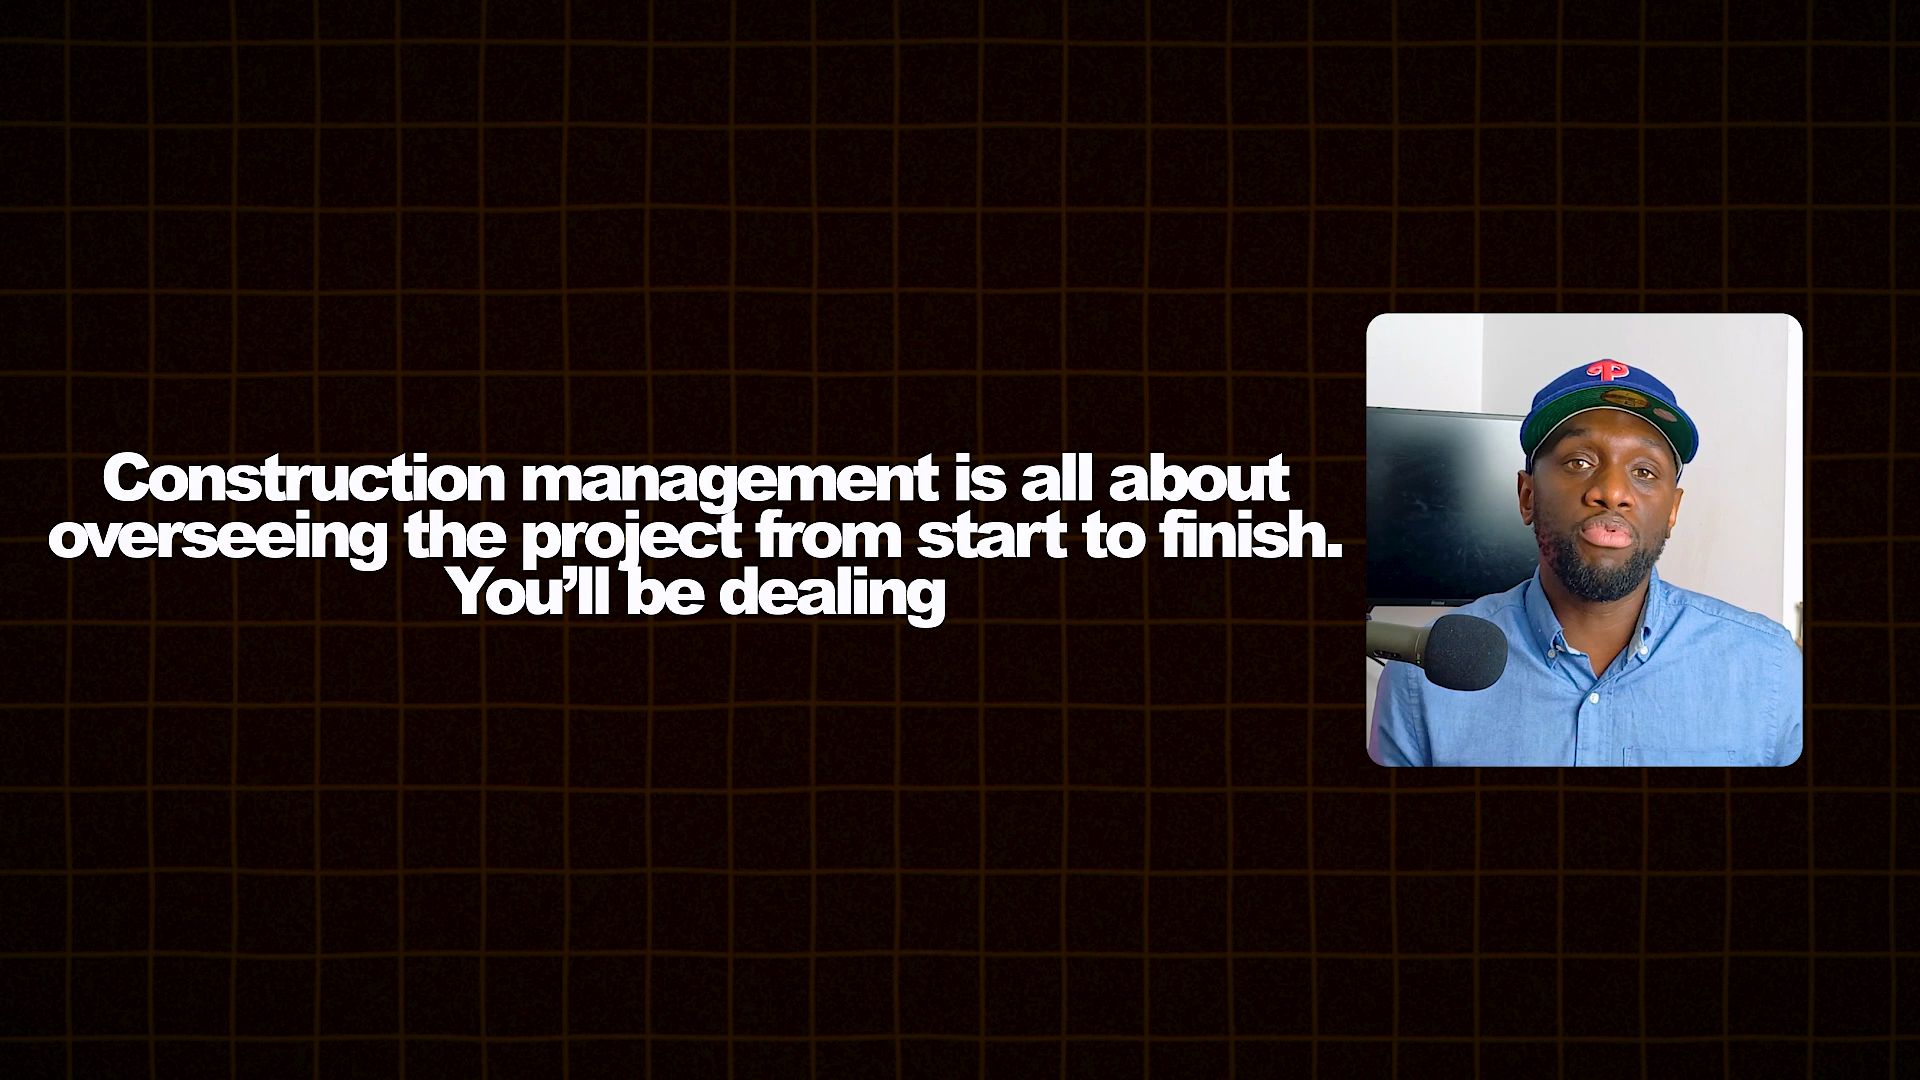 Construction management is all about
overseeing the project from start to finish.
You’ll be dealing
P